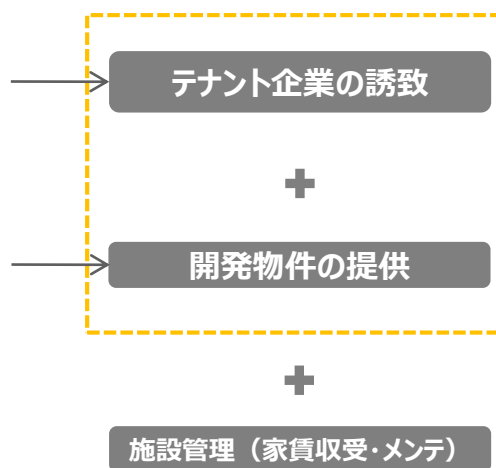 テナント企業の誘致
+
開発物件の提供
+
施設管理（家賃収受・メンテ）